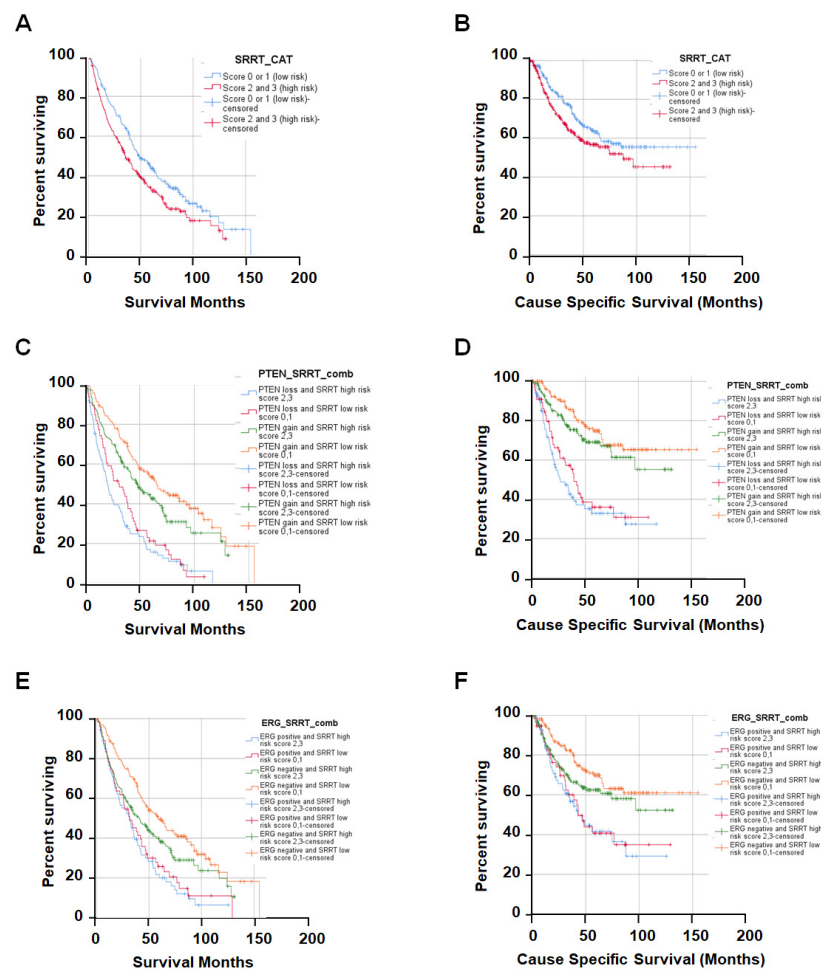 A
SRRT_CAT
Score 0 or 1 (low risk)
Score 2 and 3 (high risk)
Score 0 or 1 (low risk)-
censored
Score 2 and 3 (high risk)-
censored
100
80
60
40
20
0
Percent surviving
0
50
100
150
200
Survival Months
B
SRRT_CAT
Score 0 or 1 (low risk)
Score 2 and 3 (high risk)
Score 0 or 1 (low risk)-
censored
Score 2 and 3 (high risk)-
censored
100
80
60
40
20
0
Percent surviving
0
50
100
150
200
Cause Specific Survival (Months)
C
PTEN_SRRT_comb
PTEN loss and SRRT high risk
score 2,3
PTEN loss and SRRT low risk
score 0,1
PTEN gain and SRRT high risk
score 2,3
PTEN gain and SRRT low risk
score 0,1
PTEN loss and SRRT high risk
score 2,3-censored
PTEN loss and SRRT low risk
score 0,1-censored
PTEN gain and SRRT high risk
score 2,3-censored
PTEN gain and SRRT low risk
score 0,1-censored
100
80
60
40
20
0
Percent surviving
0
50
100
150
200
Survival Months
D
PTEN_SRRT_comb
PTEN loss and SRRT high risk
score 2,3
PTEN loss and SRRT low risk
score 0,1
PTEN gain and SRRT high risk
score 2,3
PTEN gain and SRRT low risk
score 0,1
PTEN loss and SRRT high risk
score 2,3-censored
PTEN loss and SRRT low risk
score 0,1-censored
PTEN gain and SRRT high risk
score 2,3-censored
PTEN gain and SRRT low risk
score 0,1-censored
100
80
60
40
20
0
Percent surviving
0
50
100
150
200
Cause Specific Survival (Months)
E
ERG_SRRT_comb
ERG positive and SRRT high
risk score 2,3
ERG positive and SRRT low
risk score 0,1
ERG negative and SRRT high
risk score 2,3
ERG negative and SRRT low
risk score 0,1
ERG positive and SRRT high
risk score 2,3-censored
ERG positive and SRRT low
risk score 0,1-censored
ERG negative and SRRT high
risk score 2,3-censored
ERG negative and SRRT low
risk score 0,1-censored
100
80
60
40
20
0
Percent surviving
0
50
100
150
200
Survival Months
F
ERG_SRRT_comb
ERG positive and SRRT high
risk score 2,3
ERG positive and SRRT low
risk score 0,1
ERG negative and SRRT high
risk score 2,3
ERG negative and SRRT low
risk score 0,1
ERG positive and SRRT high
risk score 2,3-censored
ERG positive and SRRT low
risk score 0,1-censored
ERG negative and SRRT high
risk score 2,3-censored
ERG negative and SRRT low
risk score 0,1-censored
100
80
60
40
20
0
Percent surviving
0
50
100
150
200
Cause Specific Survival (Months)